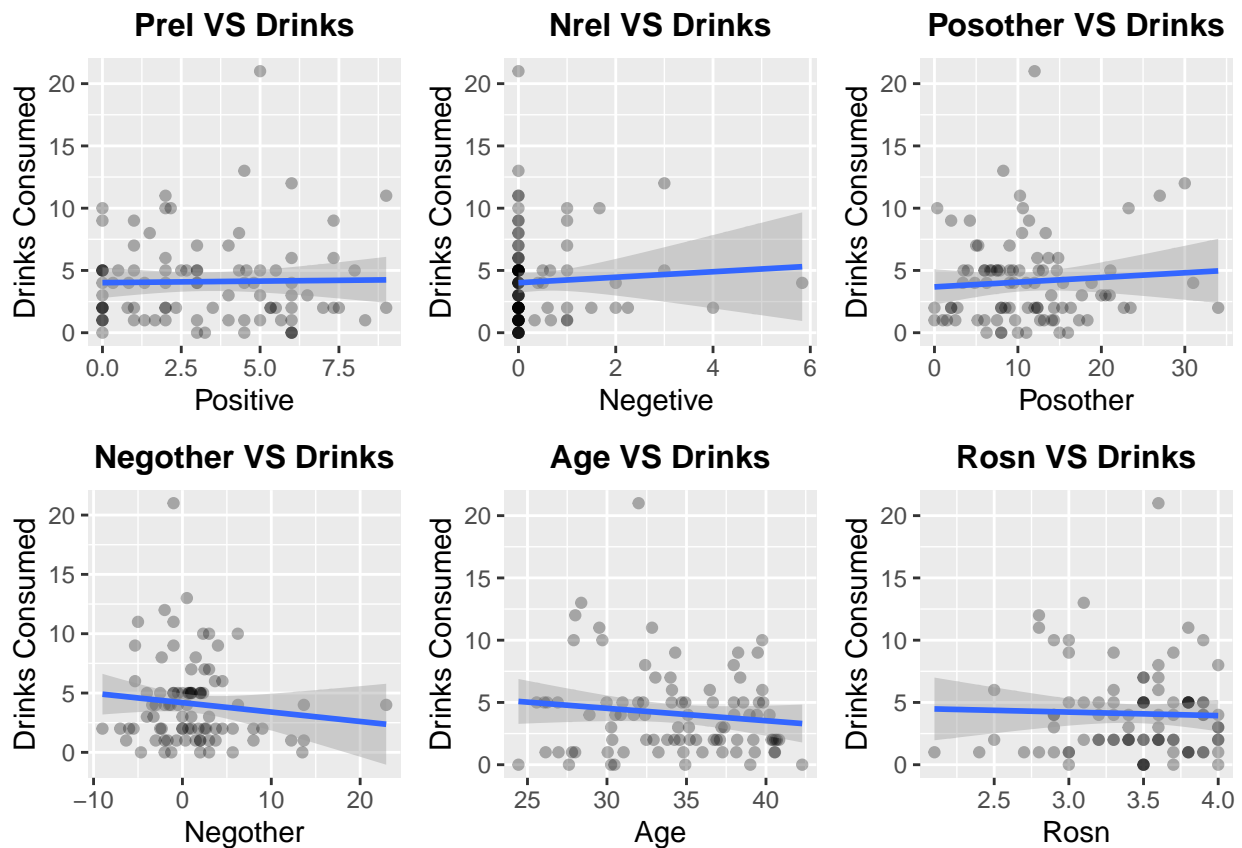 Prel VS Drinks
Nrel VS Drinks
Posother VS Drinks
Drinks Consumed
20
15
10
5
0
0.0 2.5 5.0 7.5
Positive
Drinks Consumed
20
15
10
5
0
0 2 4 6
Negetive
Drinks Consumed
20
15
10
5
0
0 10 20 30
Posother
Negother VS Drinks
Age VS Drinks
Rosn VS Drinks
Drinks Consumed
20
15
10
5
0
−10 0 10 20
Negother
Drinks Consumed
20
15
10
5
0
25 30 35 40
Age
Drinks Consumed
20
15
10
5
0
2.5 3.0 3.5 4.0
Rosn